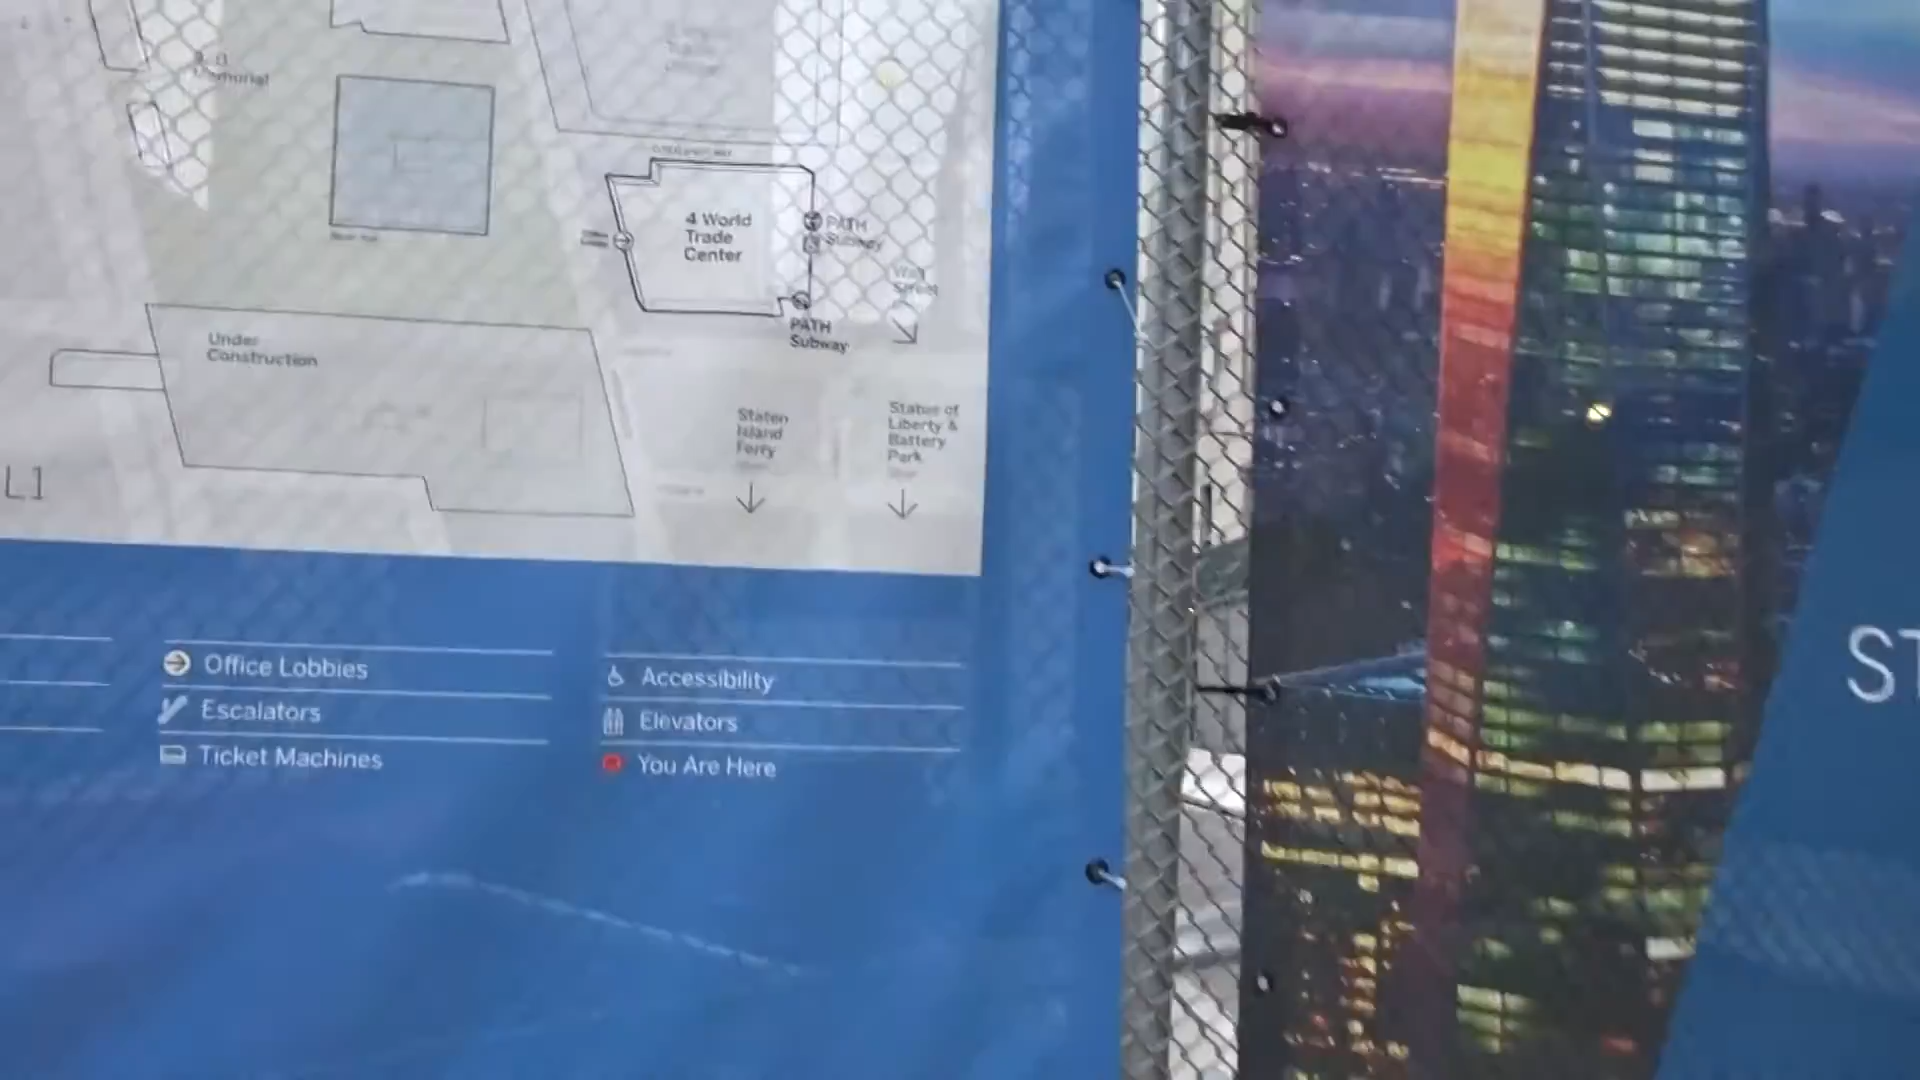 4 World
Trade
Center
PATH
Subway
PATH
Subway
Wall
Street
Under
Construction
Staten
Island
Ferry
Statue of
Liberty &
Battery
Park
L1
Office Lobbies
Escalators
Ticket Machines
Accessibility
Elevators
You Are Here
ST